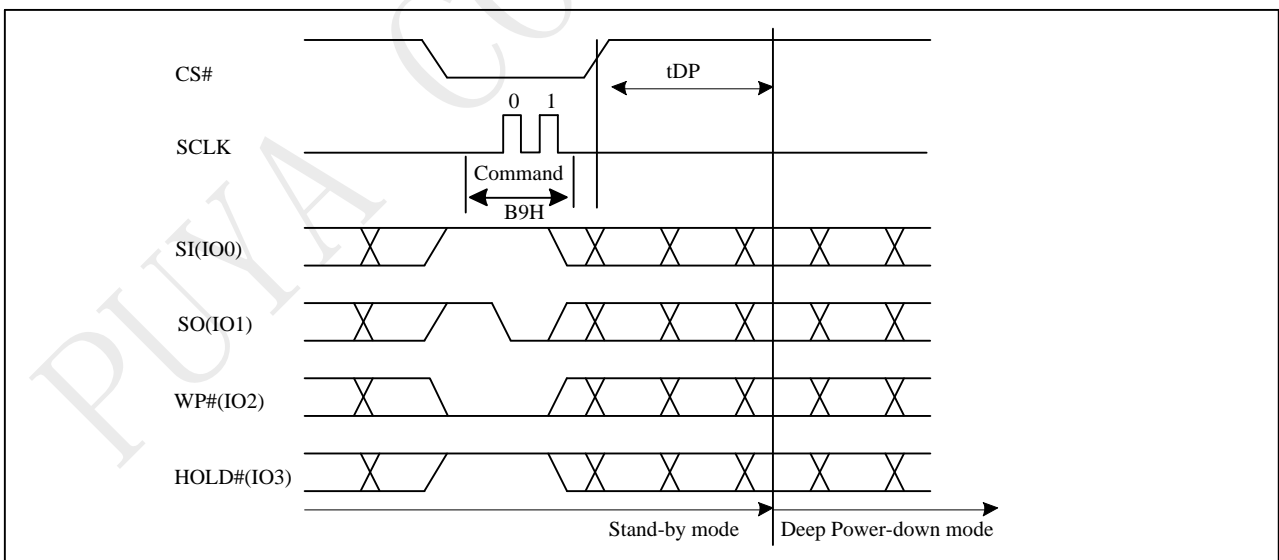 CS#
tDP
0 1
SCLK
Command
B9H
SI(IO0)
SO(IO1)
WP#(IO2)
HOLD#(IO3)
Stand-by mode Deep Power-down mode
PUYA